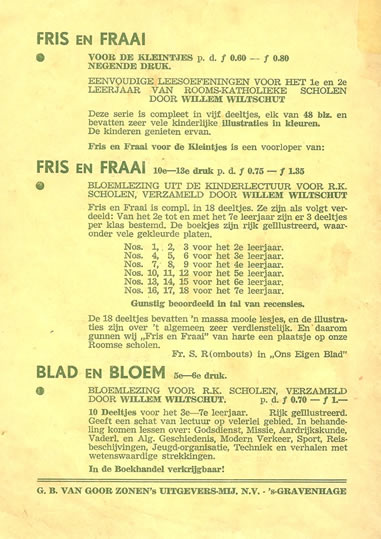 FRIS EN FRAAI
VOOR DE KLEINTJES p. d. ƒ 0.60 — ƒ 0.80
NEGENDE DRUK.
EENVOUDIGE LEESOEFENINGEN VOOR HET 1e en 2e
LEERJAAR VAN ROOMS-KATHOLIEKE SCHOLEN
DOOR WILLEM WILTSCHUT
Deze serie is compleet in vijf deeltjes, elk van 48 blz. en
bevatten zeer vele kinderlijke illustraties in kleuren.
De kinderen genieten ervan.
Fris en Fraai voor de Kleintjes is een voorloper van:
FRIS EN FRAAI 10e—13e druk p. d. ƒ 0.75 — ƒ 1.35
BLOEMLEZING UIT DE KINDERLECTUUR VOOR R.K.
SCHOLEN, VERZAMELD DOOR WILLEM WILTSCHUT
Fris en Fraai is compl. in 18 deeltjes. Ze zijn als volgt ver-
deeld: Van het 2e tot en met het 7e leerjaar zijn er 3 deeltjes
per klas bestemd. De boekjes zijn rijk geïllustreerd, waar-
onder vele gekleurde platen.
Nos. 1, 2, 3 voor het 2e leerjaar.
Nos. 4, 5, 6 voor het 3e leerjaar.
Nos. 7, 8, 9 voor het 4e leerjaar.
Nos. 10, 11, 12 voor het 5e leerjaar.
Nos. 13, 14, 15 voor het 6e leerjaar.
Nos. 16, 17, 18 voor het 7e leerjaar.
Gunstig beoordeeld in tal van recensies.
De 18 deeltjes bevatten 'n massa mooie lesjes, en de illustra-
ties zijn over 't algemeen zeer verdienstelijk. En daarom
gunnen wij „Fris en Fraai" van harte een plaatsje op onze
Roomse scholen.
Fr. S. R(ombouts) in „Ons Eigen Blad"
BLAD EN BLOEM 5e—6e druk.
BLOEMLEZING VOOR R.K. SCHOLEN, VERZAMELD
DOOR WILLEM WILTSCHUT. p. d. ƒ 0.70 — ƒ 1,—
10 Deeltjes voor het 3e—7e leerjaar. Rijk geïllustreerd.
Geeft een schat van lectuur op velerlei gebied. In behande-
ling komen lessen over: Godsdienst, Missie, Aardrijkskunde,
Vaderl. en Alg. Geschiedenis, Modern Verkeer, Sport, Reis-
beschijvingen, Jeugd-organisatie, Techniek en verhalen met
wetenswaardige strekkingen.
In de Boekhandel verkrijgbaar!
G. B. VAN GOOR ZONEN's UITGEVERS-MIJ. N.V. - 's-GRAVENHAGE